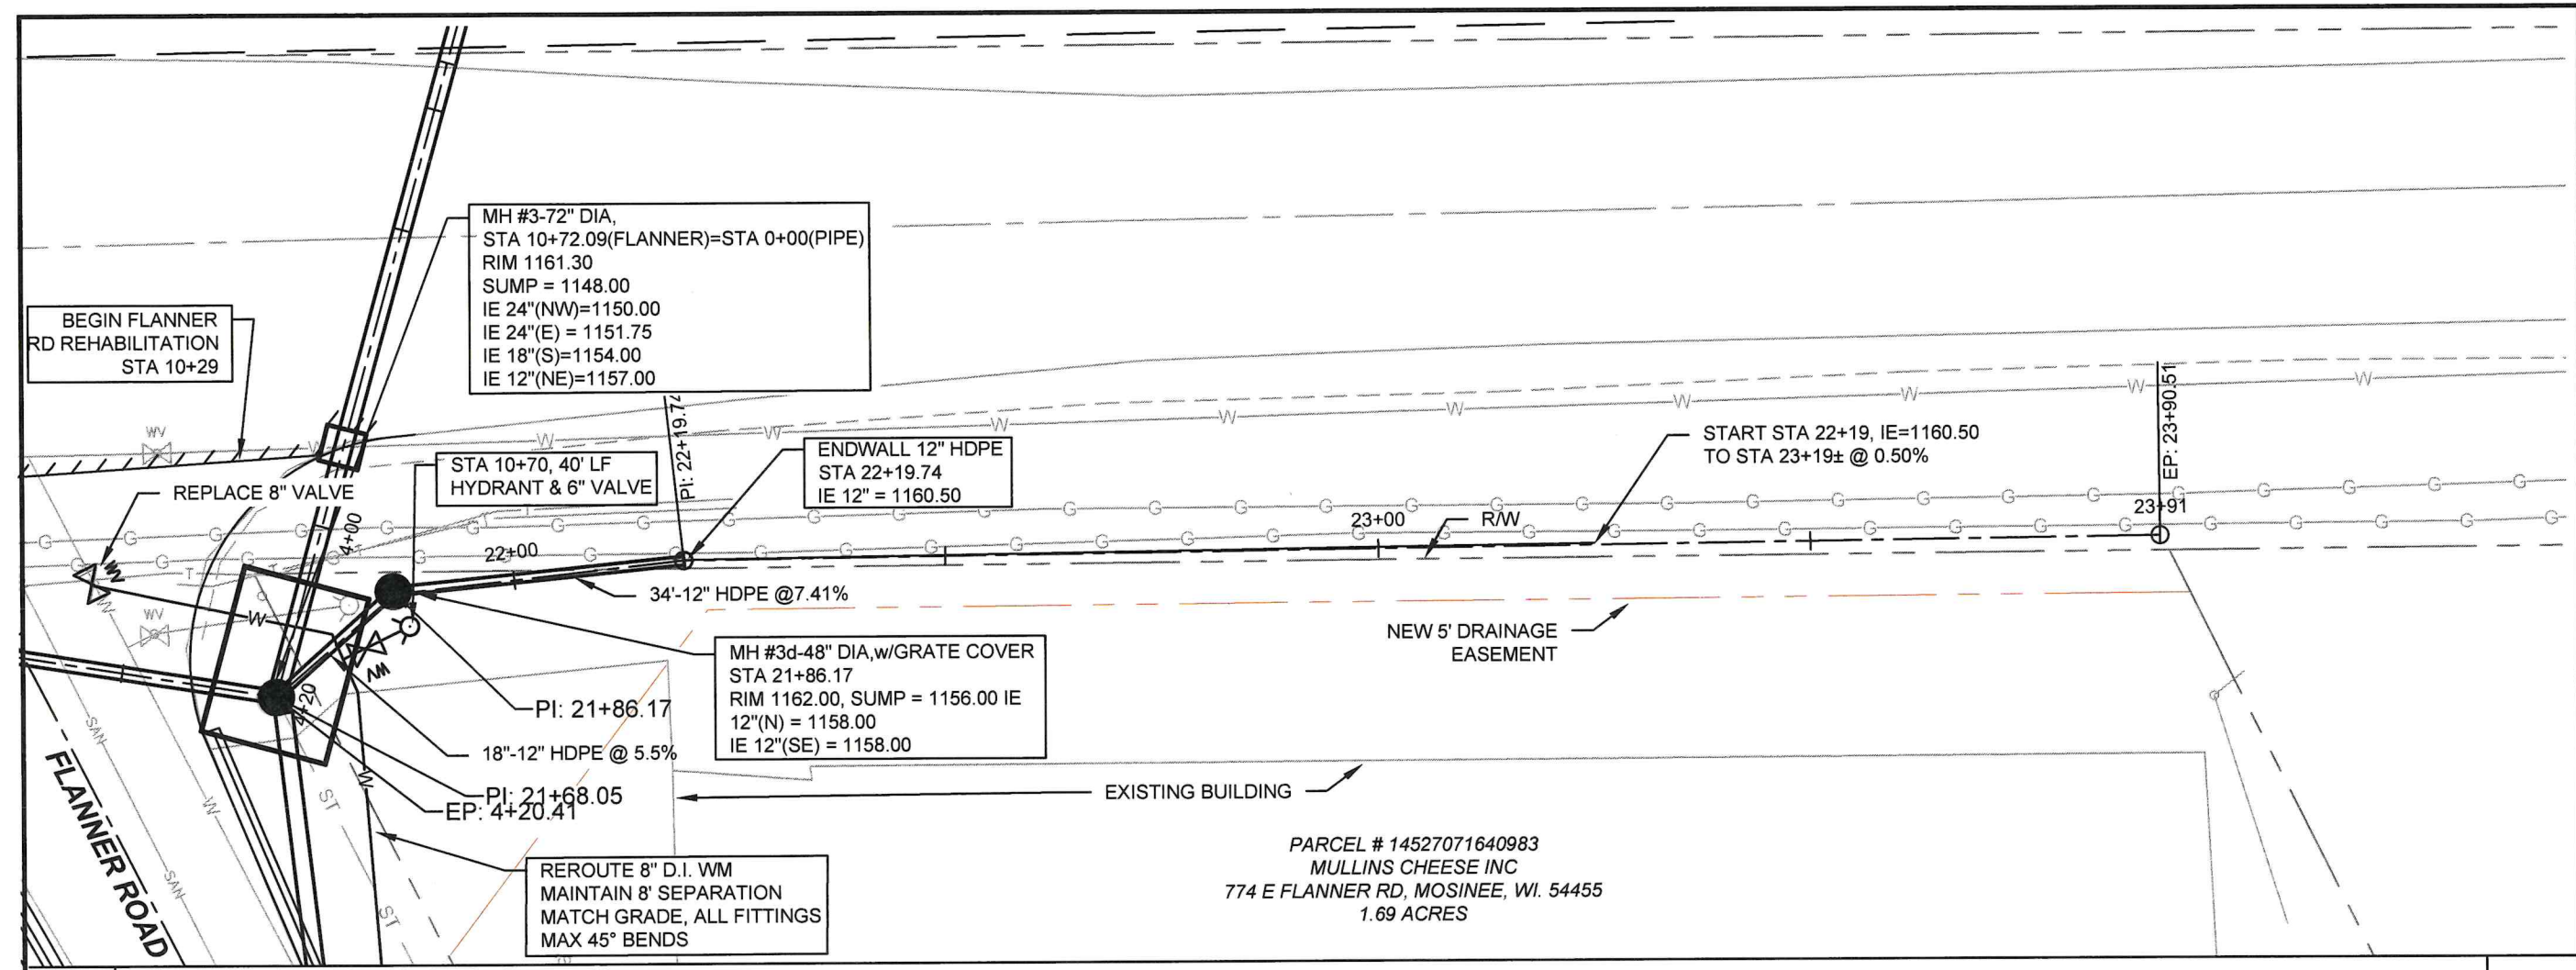 MH #3-72" DIA,
STA 10+72.09(FLANNER)=STA 0+00(PIPE)
RIM 1161.30
SUMP = 1148.00
IE 24"(NW)=1150.00
IE 24"(E) = 1151.75
IE 18"(S)=1154.00
IE 12"(NE)=1157.00
BEGIN FLANNER
RD REHABILITATION
STA 10+29
WV
REPLACE 8" VALVE
STA 10+70, 40' LF
HYDRANT & 6" VALVE
PI: 22+19.74
ENDWALL 12" HDPE
STA 22+19.74
IE 12" = 1160.50
START STA 22+19, IE=1160.50
TO STA 23+19± @ 0.50%
EP: 23+90.51
23+91
23+00
R/W
22+00
4+00
34'-12" HDPE @7.41%
WV
WV
WV
NEW 5' DRAINAGE
EASEMENT
MH #3d-48" DIA,w/GRATE COVER
STA 21+86.17
RIM 1162.00, SUMP = 1156.00 IE
12"(N) = 1158.00
IE 12"(SE) = 1158.00
4+20
PI: 21+86.17
18"-12" HDPE @ 5.5%
PI: 21+68.05
EP: 4+20.41
EXISTING BUILDING
REROUTE 8" D.I. WM
MAINTAIN 8' SEPARATION
MATCH GRADE, ALL FITTINGS
MAX 45° BENDS
PARCEL # 14527071640983
MULLINS CHEESE INC
774 E FLANNER RD, MOSINEE, WI. 54455
1.69 ACRES
FLANNER ROAD
SAN
SAN
ST
ST
W W W W W W W W W
G G G G G G G G G G